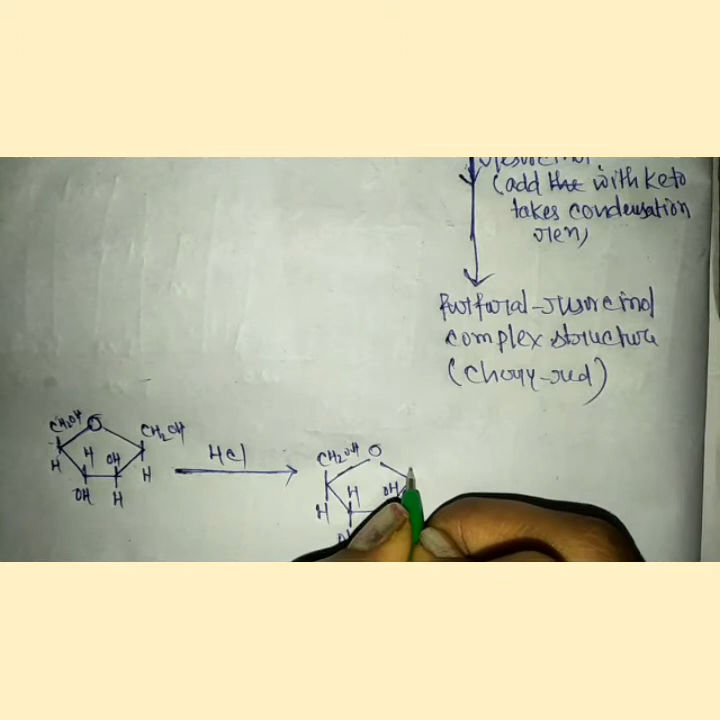 (add the with keto
takes condensation
rxn)
furfural-resorcinol
complex structure
(cherry-red)
CH2OH O CH2OH
H H OH H
OH H
HCl
CH2OH O
H H OH